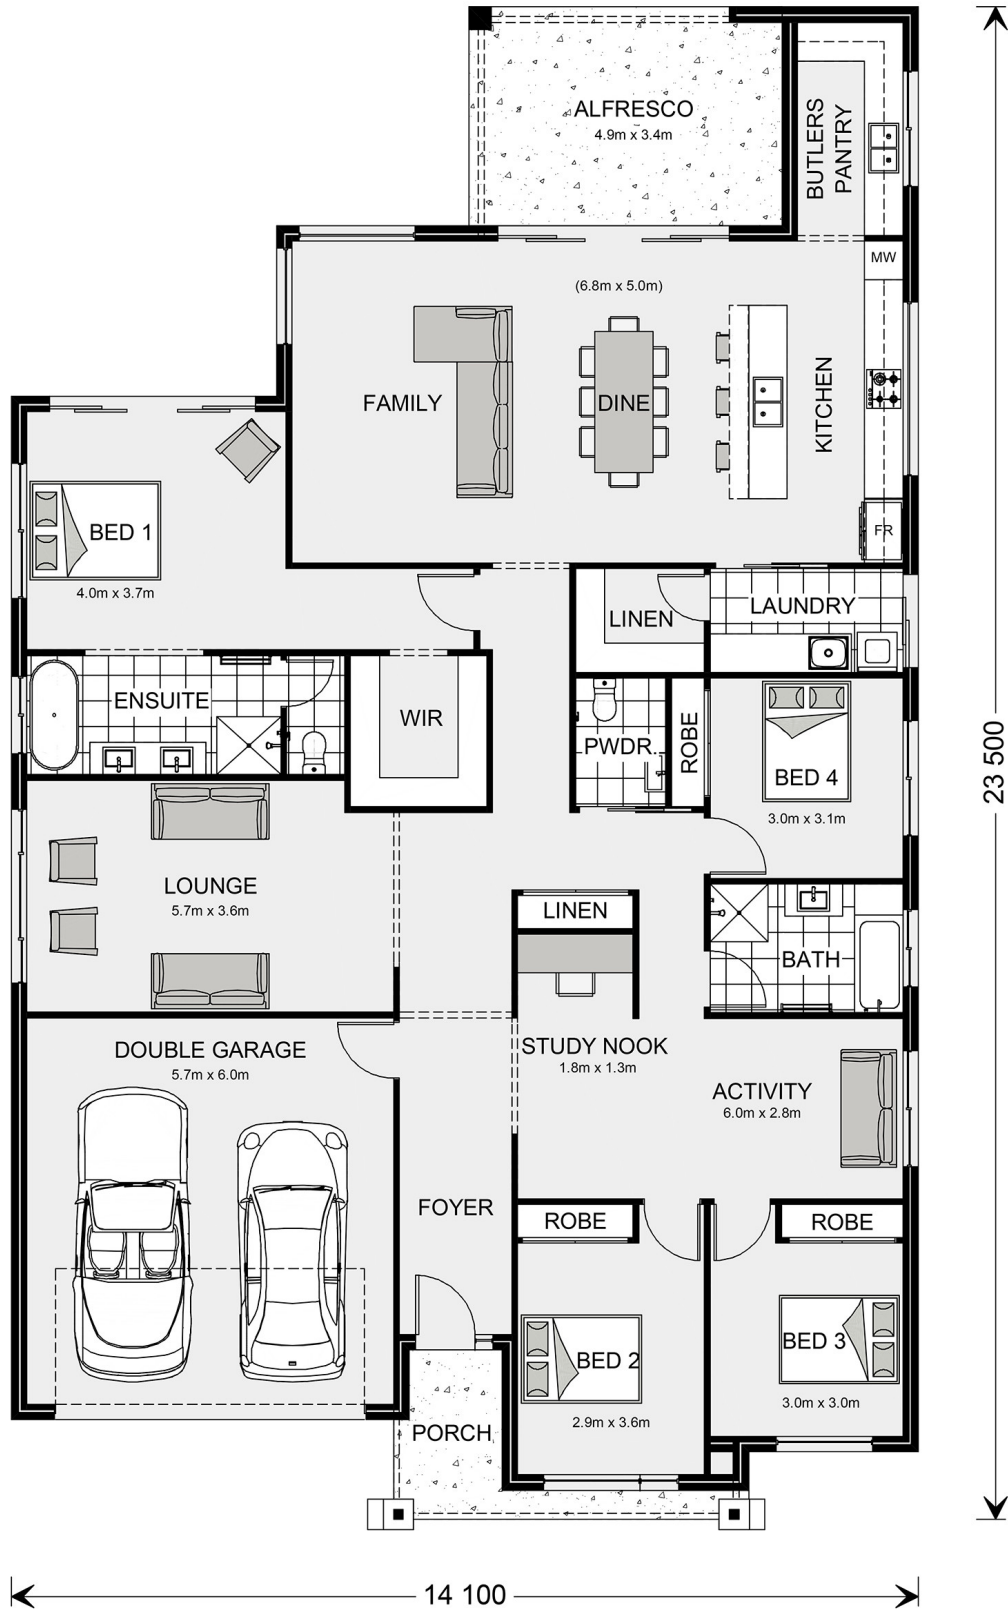 ALFRESCO
4.9m x 3.4m
BUTLERS
PANTRY
MW
(6.8m x 5.0m)
FAMILY
DINE
KITCHEN
FR
BED 1
4.0m x 3.7m
LINEN
LAUNDRY
ENSUITE
WIR
PWDR.
ROBE
BED 4
3.0m x 3.1m
23 500
LOUNGE
5.7m x 3.6m
LINEN
BATH
DOUBLE GARAGE
5.7m x 6.0m
STUDY NOOK
1.8m x 1.3m
ACTIVITY
6.0m x 2.8m
FOYER
ROBE
ROBE
BED 2
2.9m x 3.6m
BED 3
3.0m x 3.0m
PORCH
14 100